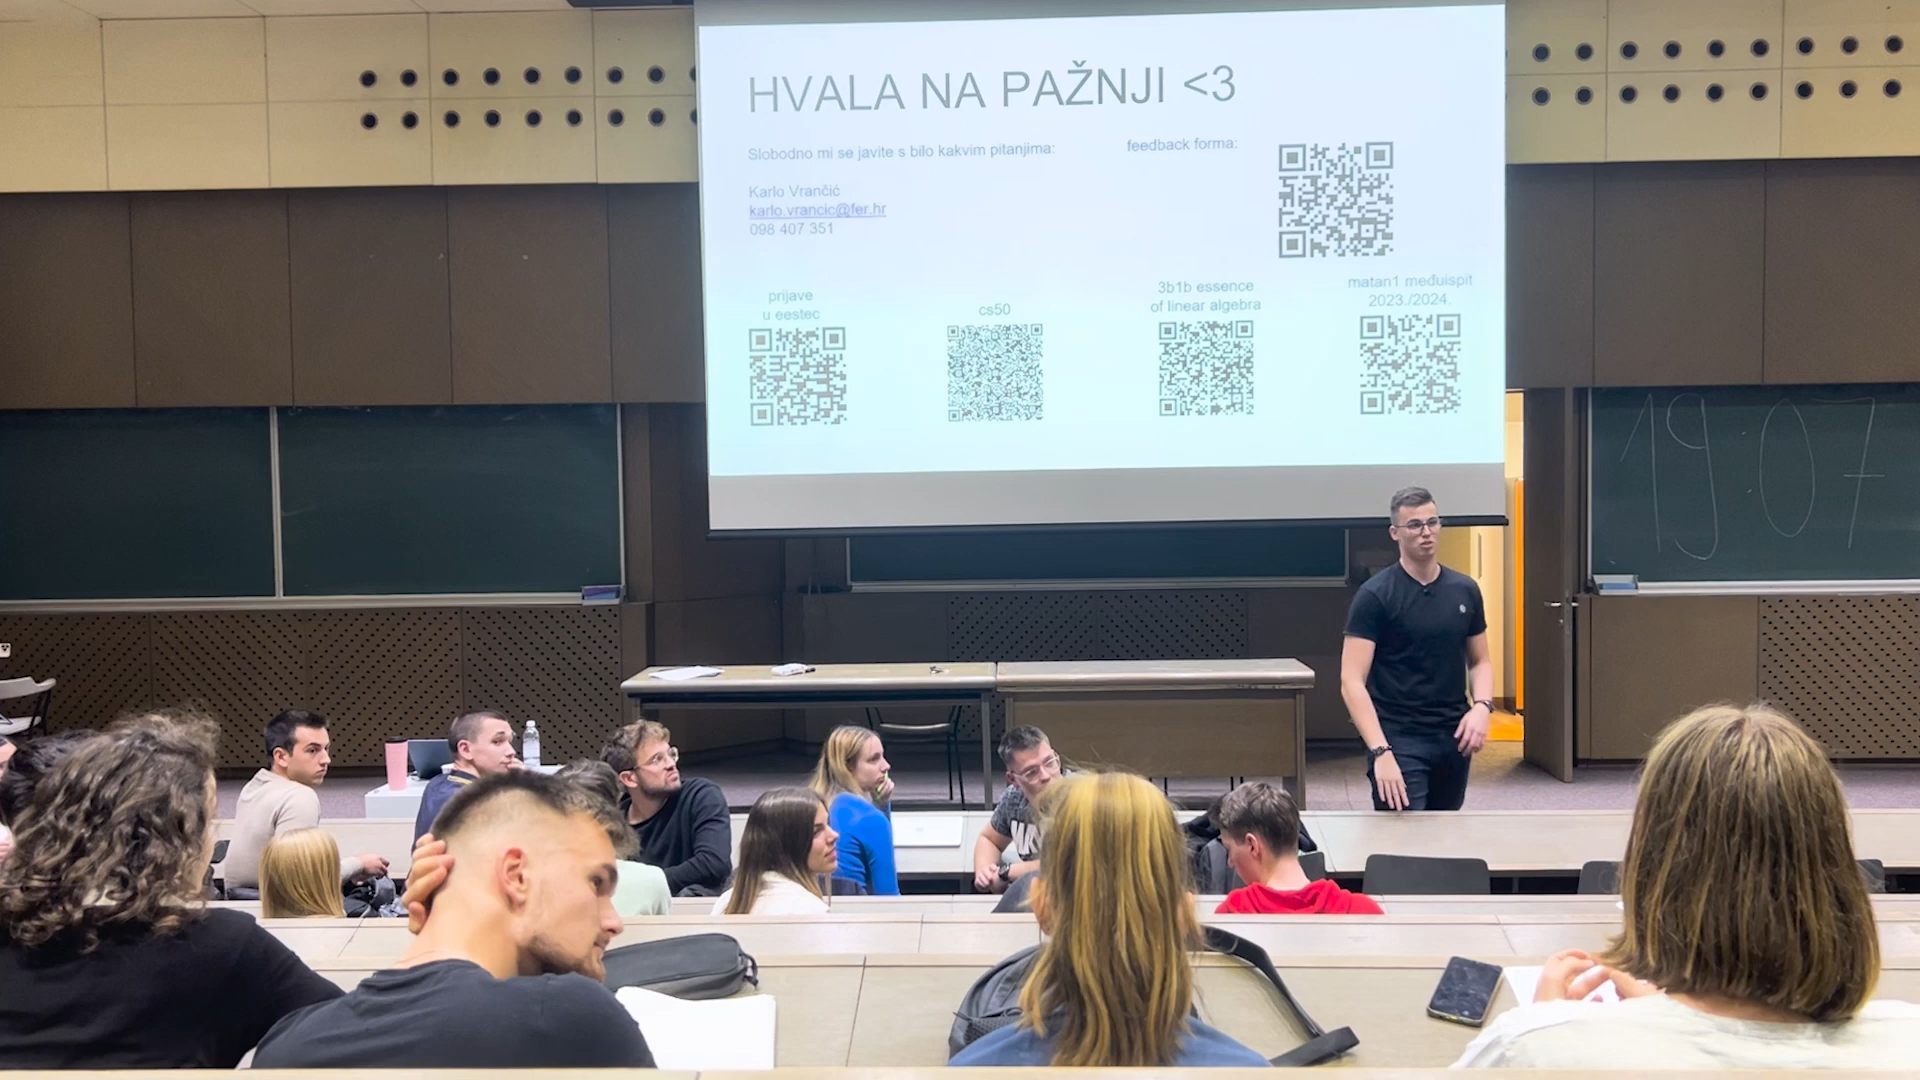 HVALA NA PAŽNJI <3
Slobodno mi se javite s bilo kakvim pitanjima:
feedback forma:
Karlo Vrančić
karlo.vrancic@fer.hr
098 407 351
prijave
u eestec
cs50
3b1b essence
of linear algebra
matan1 međuispit
2023./2024.
19:07